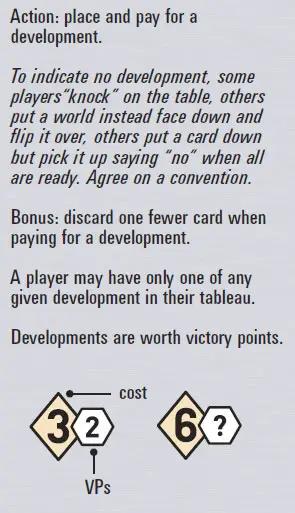 Action: place and pay for a
development.
To indicate no development, some
players“knock” on the table, others
put a world instead face down and
flip it over, others put a card down
but pick it up saying “no” when all
are ready. Agree on a convention.
Bonus: discard one fewer card when
paying for a development.
A player may have only one of any
given development in their tableau.
Developments are worth victory points.
cost
3 2 6 ?
VPs